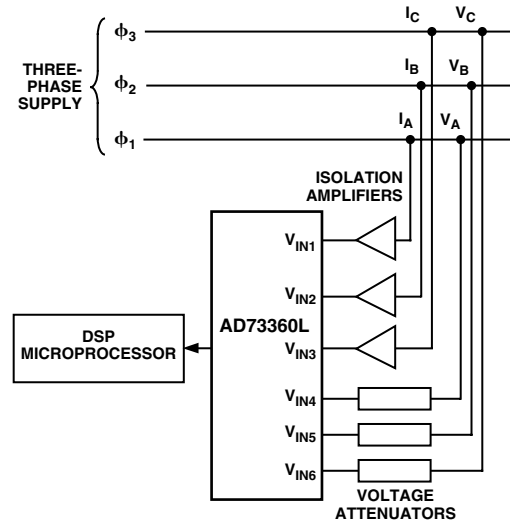 I_C V_C
ϕ3
THREE-
PHASE
SUPPLY
I_B V_B
ϕ2
I_A V_A
ϕ1
ISOLATION
AMPLIFIERS
V_IN1
V_IN2
AD73360L
V_IN3
DSP
MICROPROCESSOR
V_IN4
V_IN5
V_IN6
VOLTAGE
ATTENUATORS